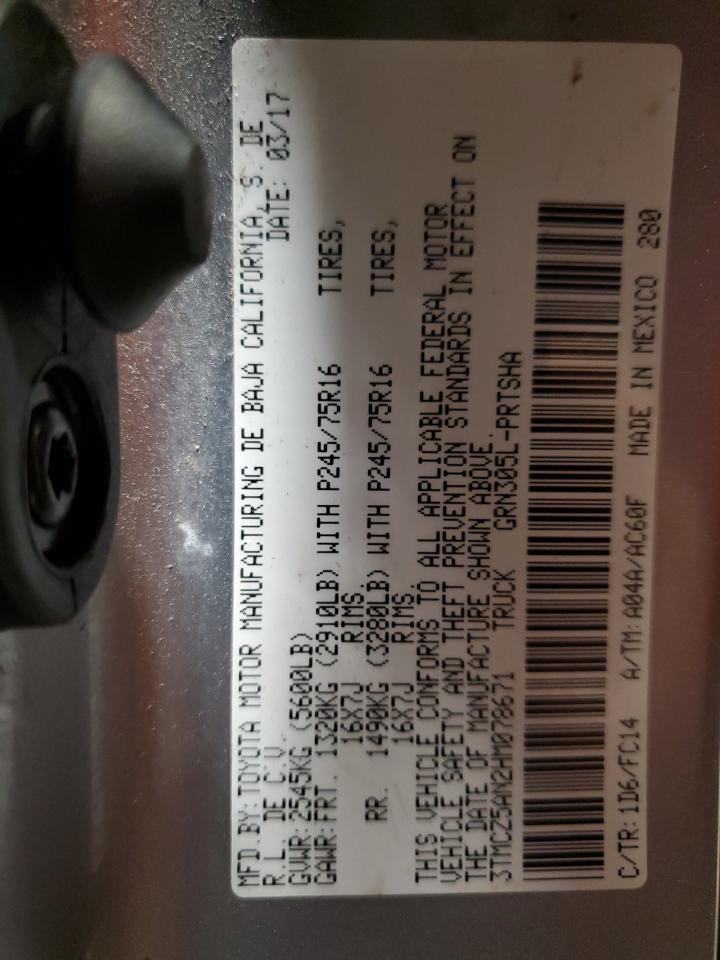 MFD.BY:TOYOTA MOTOR MANUFACTURING DE BAJA CALIFORNIA, S. DE
R.L. DE C.V. DATE: 03/17
GVWR:2545KG (5600LB)
GAWR:FRT. 1320KG (2910LB) WITH P245/75R16 TIRES,
16X7J RIMS,
RR. 1490KG (3280LB) WITH P245/75R16 TIRES,
16X7J RIMS.
THIS VEHICLE CONFORMS TO ALL APPLICABLE FEDERAL MOTOR
VEHICLE SAFETY AND THEFT PREVENTION STANDARDS IN EFFECT ON
THE DATE OF MANUFACTURE SHOWN ABOVE.
3TMCZ5AN2HM078671 TRUCK GRN305L-PRTSHA
C/TR:1D6/FC14 A/TM:A04A/AC60F MADE IN MEXICO 280